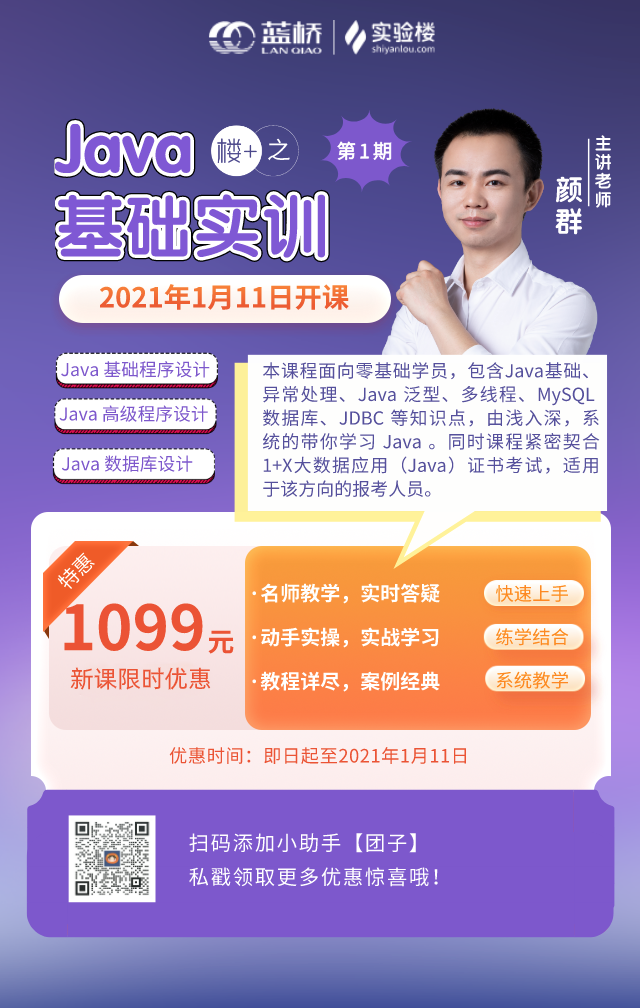 蓝桥
LAN QIAO
实验楼
shiyanlou.com
Java 楼+ 之
第1期
基础实训
主讲老师
颜群
2021年1月11日开课
Java 基础程序设计
Java 高级程序设计
Java 数据库设计
本课程面向零基础学员，包含Java基础、
异常处理、Java 泛型、多线程、MySQL
数据库、JDBC 等知识点，由浅入深，系
统的带你学习 Java 。同时课程紧密契合
1+X大数据应用（Java）证书考试，适用
于该方向的报考人员。
特惠
1099元
新课限时优惠
·名师教学，实时答疑 快速上手
·动手实操，实战学习 练学结合
·教程详尽，案例经典 系统教学
优惠时间：即日起至2021年1月11日
扫码添加小助手【团子】
私戳领取更多优惠惊喜哦！